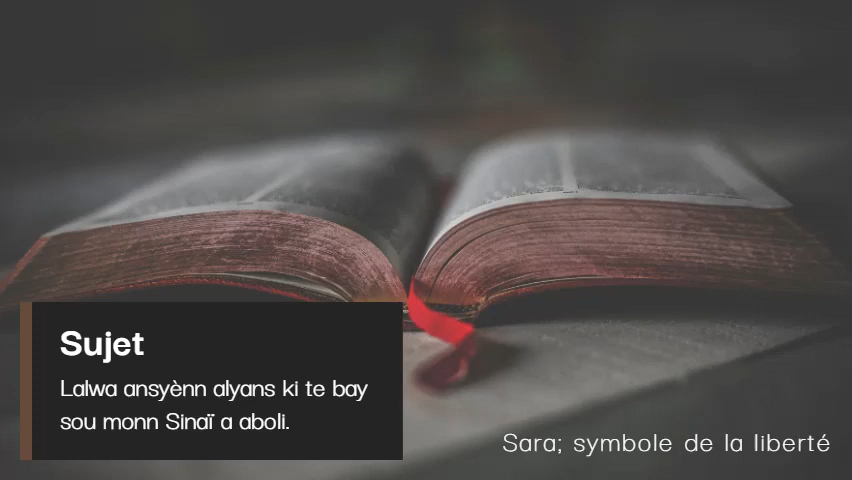 Sujet
Lalwa ansyènn alyans ki te bay
sou monn Sinaï a aboli.
Sara; symbole de la liberté